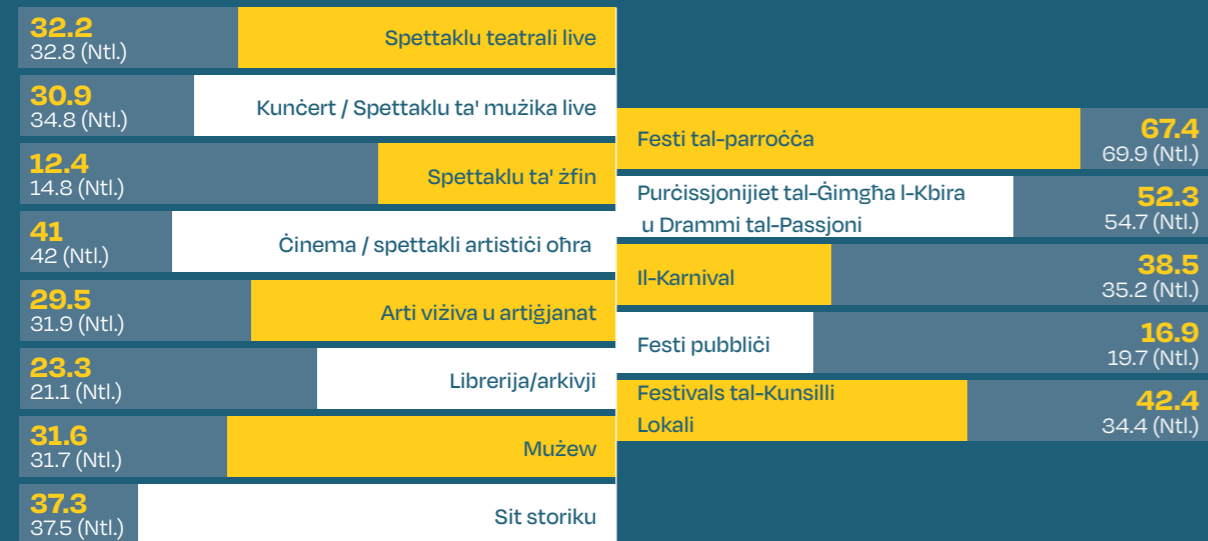 32.2
32.8 (Ntl.)
Spettaklu teatrali live
30.9
34.8 (Ntl.)
Kunċert / Spettaklu ta' mużika live
12.4
14.8 (Ntl.)
Spettaklu ta' żfin
41
42 (Ntl.)
Ċinema / spettakli artistiċi oħra
29.5
31.9 (Ntl.)
Arti viżiva u artiġjanat
23.3
21.1 (Ntl.)
Librerija/arkivji
31.6
31.7 (Ntl.)
Mużew
37.3
37.5 (Ntl.)
Sit storiku
Festi tal-parroċċa
67.4
69.9 (Ntl.)
Purċissjonijiet tal-Ġimgħa l-Kbira
u Drammi tal-Passjoni
52.3
54.7 (Ntl.)
Il-Karnival
38.5
35.2 (Ntl.)
Festi pubbliċi
16.9
19.7 (Ntl.)
Festivals tal-Kunsilli
Lokali
42.4
34.4 (Ntl.)